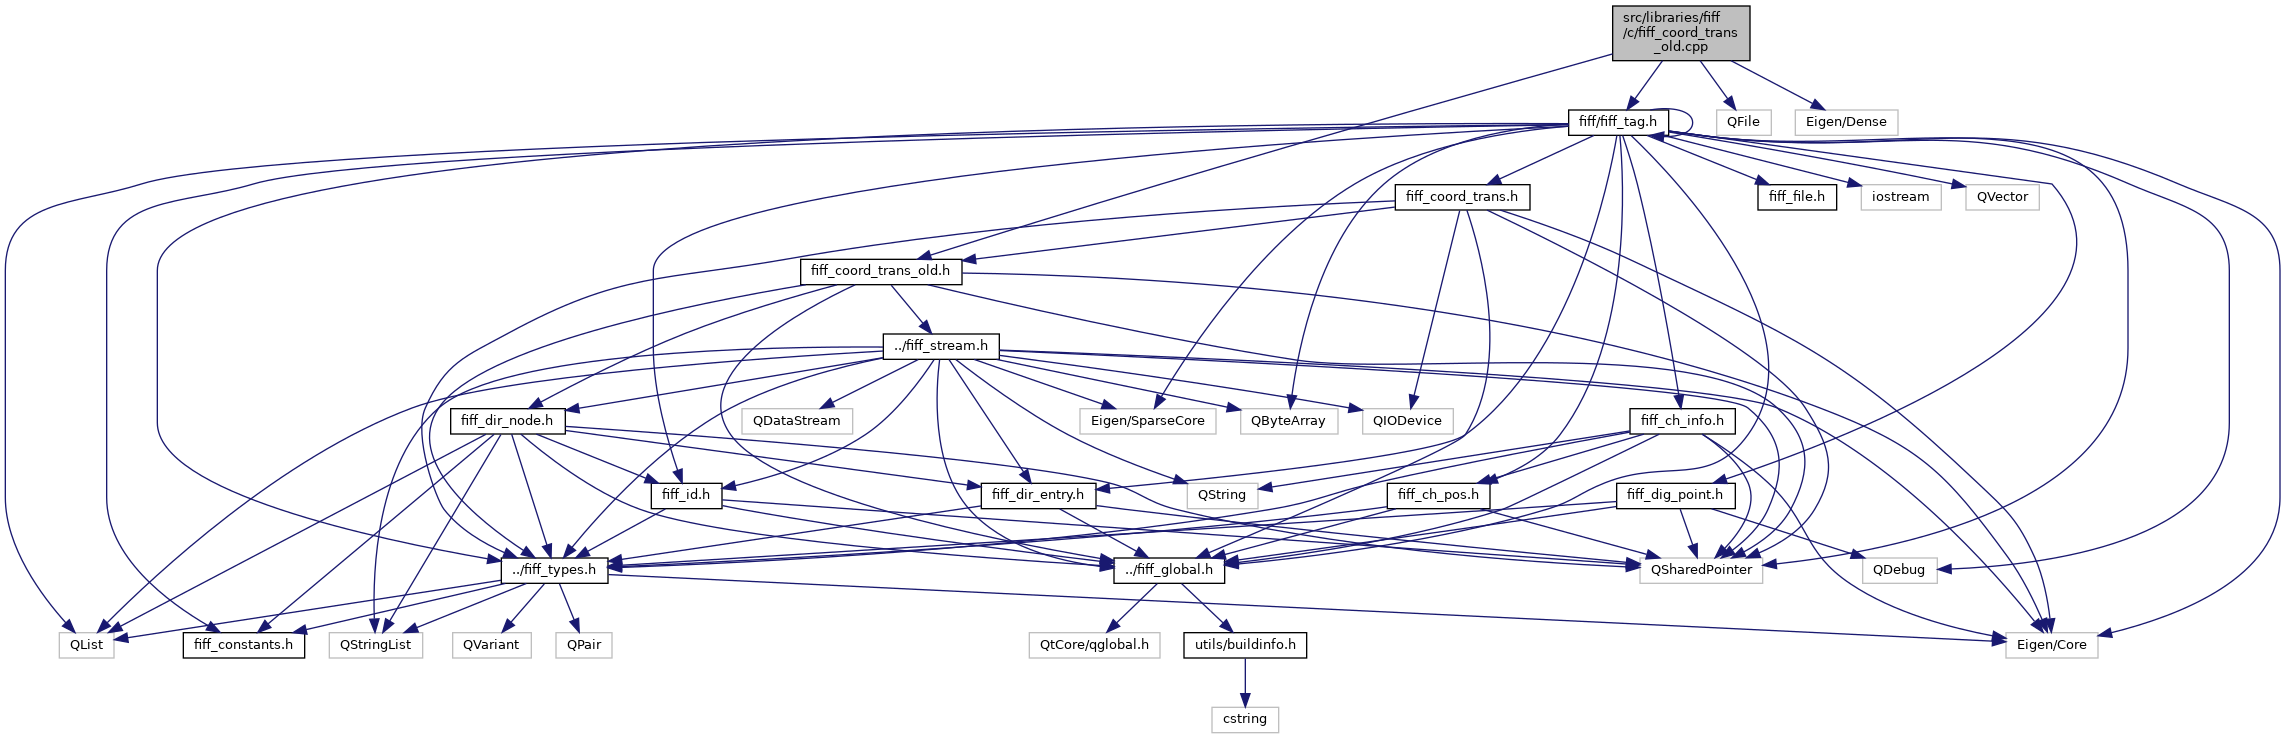 src/libraries/fiff
/c/fiff_coord_trans
_old.cpp
fiff/fiff_tag.h
QFile
Eigen/Dense
fiff_coord_trans.h
fiff_file.h
iostream
QVector
fiff_coord_trans_old.h
../fiff_stream.h
fiff_dir_node.h
QDataStream
Eigen/SparseCore
QByteArray
QIODevice
fiff_ch_info.h
fiff_id.h
fiff_dir_entry.h
QString
fiff_ch_pos.h
fiff_dig_point.h
../fiff_types.h
../fiff_global.h
QSharedPointer
QDebug
QList
fiff_constants.h
QStringList
QVariant
QPair
QtCore/qglobal.h
utils/buildinfo.h
Eigen/Core
cstring